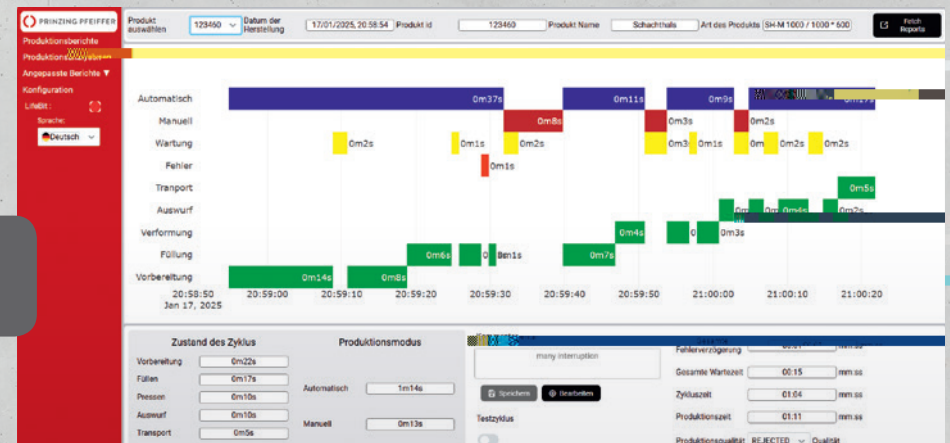 PRINZING PFEIFFER
Produktionsberichte
Angepasste Berichte ▼
Konfiguration
LifeBit :
Sprache:
Deutsch
Produkt auswählen
123460
Datum der Herstellung
17/01/2025, 20:58:54
Produkt id
123460
Produkt Name
Schachthals
Art des Produkts
SH-M 1000 / 1000 * 600
Fetch Reports
Automatisch
0m37s
0m11s
0m9s
Manuell
0m8s
0m3s
0m2s
Wartung
0m2s
0m1s
0m2s
0m1s
0m2s
0m2s
Fehler
0m1s
Tranport
0m5s
Auswurf
0m4s
0m2s
Verformung
0m4s
0m3s
Füllung
0m6s
0m7s
Vorbereitung
0m14s
0m8s
20:58:50
Jan 17, 2025
20:59:00
20:59:10
20:59:20
20:59:30
20:59:40
20:59:50
21:00:00
21:00:10
21:00:20
Zustand des Zyklus
Vorbereitung
0m22s
Füllen
0m17s
Pressen
0m10s
Auswurf
0m10s
Transport
0m5s
Produktionsmodus
Automatisch
1m14s
Manuell
0m13s
many interruption
Speichern
Bearbeiten
Testzyklus
Fehlerverzögerung
mm:ss
Gesamte Wartezeit
00:15
mm:ss
Zykluszeit
01:04
mm:ss
Produktionszeit
01:11
mm:ss
Produktionsqualität
REJECTED
Qualität